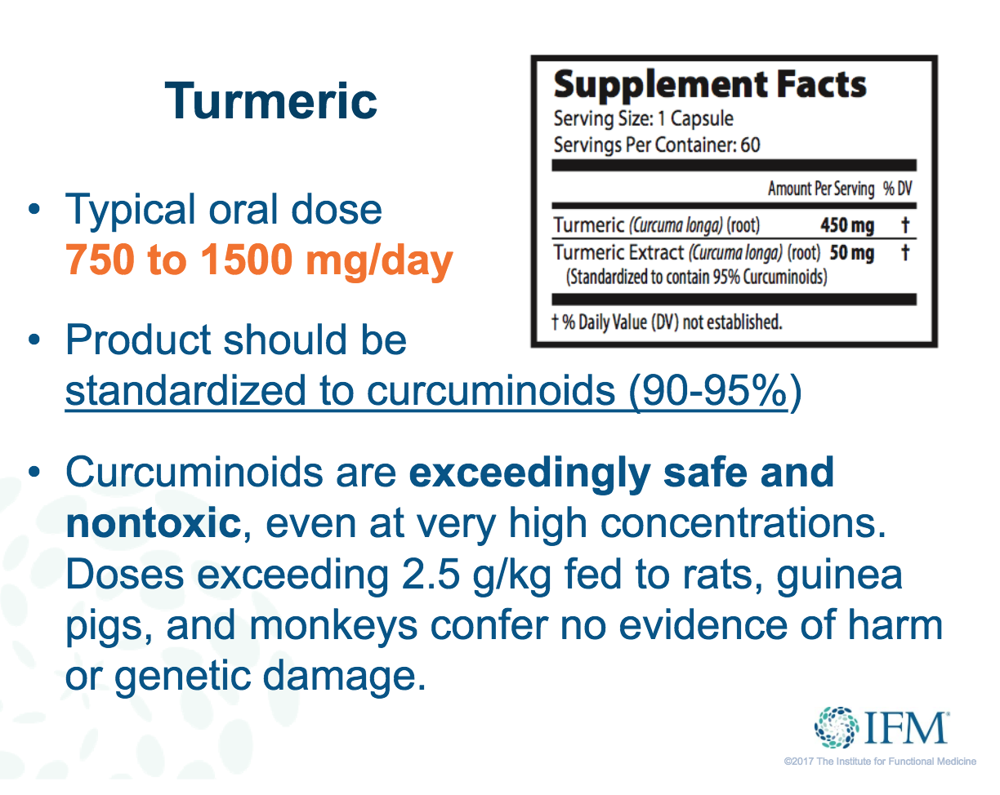 Turmeric
• Typical oral dose
750 to 1500 mg/day
• Product should be
standardized to curcuminoids (90-95%)
• Curcuminoids are exceedingly safe and
nontoxic, even at very high concentrations.
Doses exceeding 2.5 g/kg fed to rats, guinea
pigs, and monkeys confer no evidence of harm
or genetic damage.
Supplement Facts
Serving Size: 1 Capsule
Servings Per Container: 60
Amount Per Serving % DV
Turmeric (Curcuma longa) (root) 450 mg †
Turmeric Extract (Curcuma longa) (root) 50 mg †
(Standardized to contain 95% Curcuminoids)
† % Daily Value (DV) not established.
IFM®
©2017 The Institute for Functional Medicine